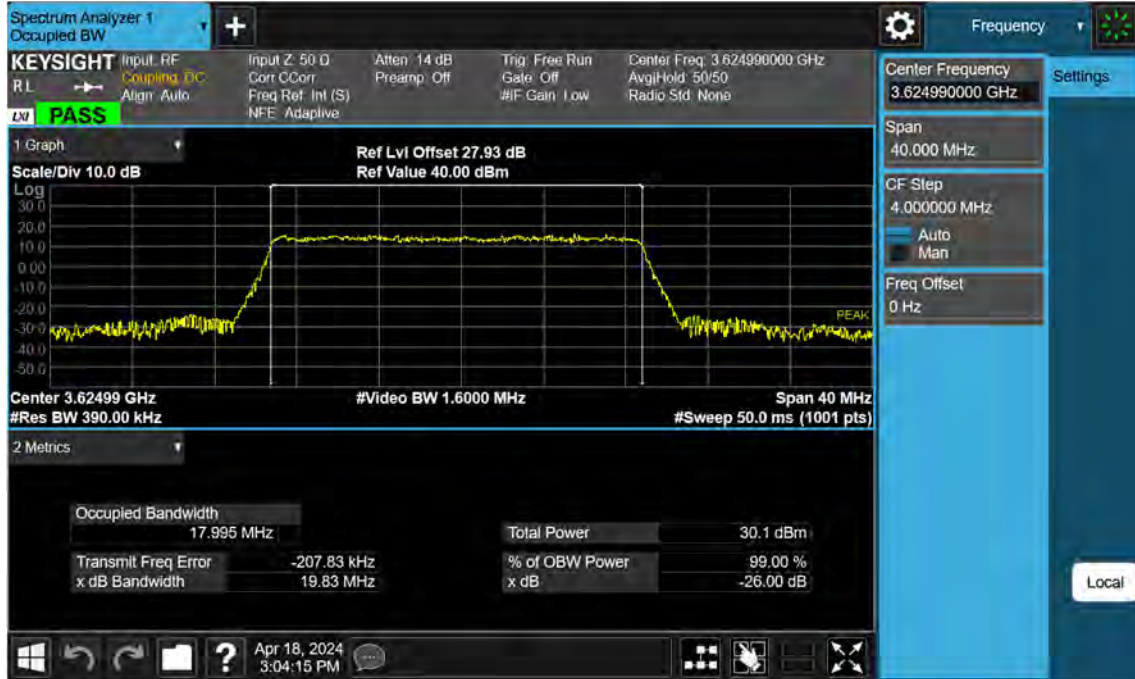 Spectrum Analyzer 1
Occupied BW
+
Frequency
KEYSIGHT
Input: RF
Input Z: 50 Ω
Atten: 14 dB
Trig: Free Run
Center Freq: 3.624990000 GHz
RL
Coupling: DC
Corr CCorr
Preamp: Off
Gate: Off
Avg|Hold: 50/50
Align: Auto
Freq Ref: Int (S)
#IF Gain: Low
Radio Std: None
LXI
PASS
NFE: Adaptive
Center Frequency
3.624990000 GHz
Settings
Span
40.000 MHz
CF Step
4.000000 MHz
Auto
Man
Freq Offset
0 Hz
1 Graph
Ref Lvl Offset 27.93 dB
Scale/Div 10.0 dB
Ref Value 40.00 dBm
Log
30.0
20.0
10.0
0.00
-10.0
-20.0
-30.0
-40.0
-50.0
PEAK
Center 3.62499 GHz
#Video BW 1.6000 MHz
Span 40 MHz
#Res BW 390.00 kHz
#Sweep 50.0 ms (1001 pts)
2 Metrics
Occupied Bandwidth
17.995 MHz
Total Power
30.1 dBm
Transmit Freq Error
-207.83 kHz
% of OBW Power
99.00 %
x dB Bandwidth
19.83 MHz
x dB
-26.00 dB
Local
?
Apr 18, 2024
3:04:15 PM